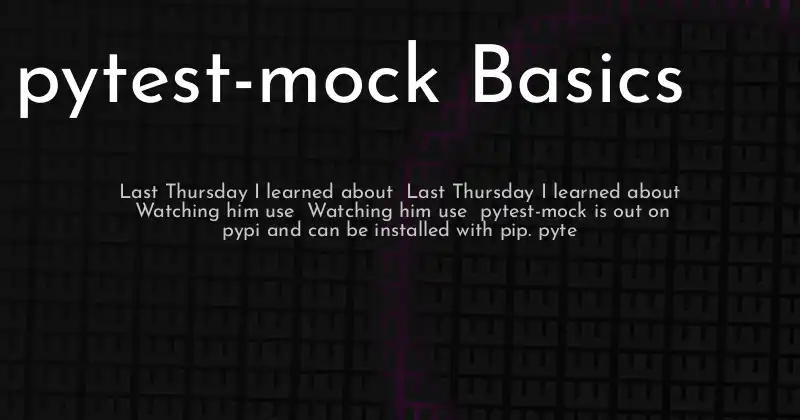 pytest-mock Basics
Last Thursday I learned about  Last Thursday I learned about
Watching him use  Watching him use  pytest-mock is out on
pypi and can be installed with pip. pyte